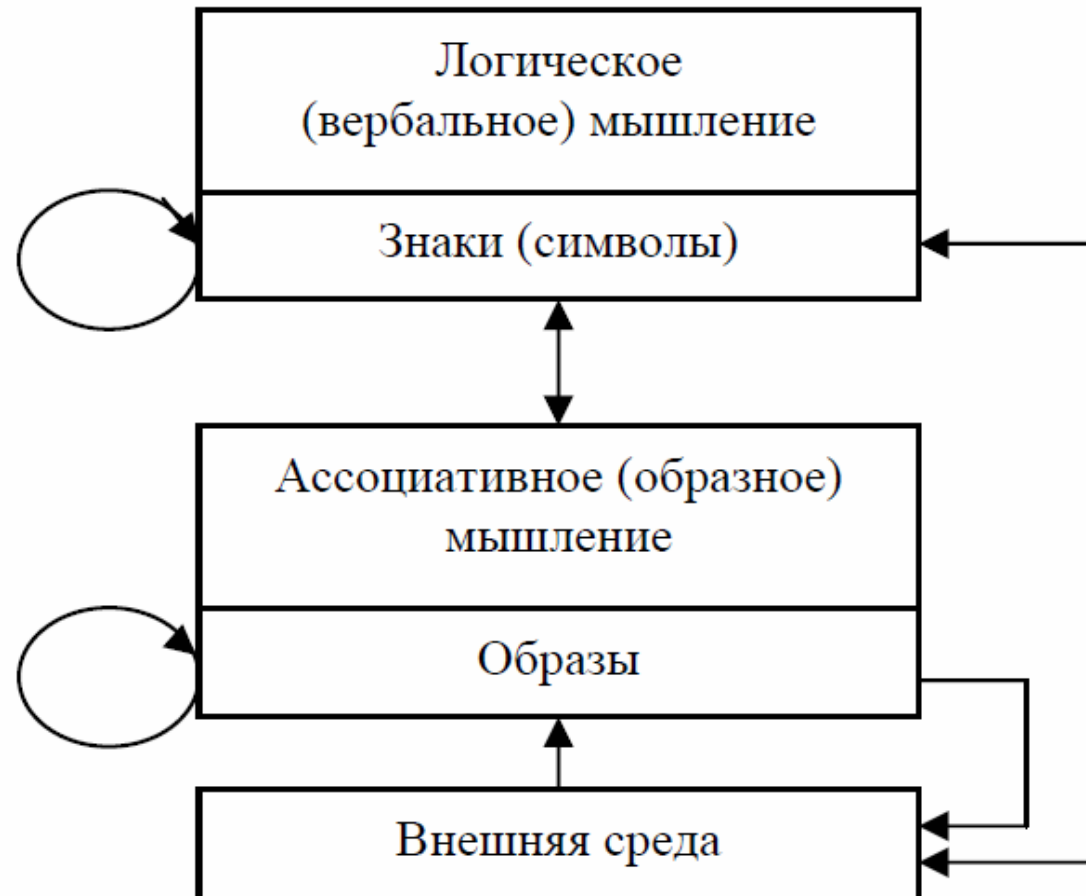 Логическое
(вербальное) мышление
Знаки (символы)
Ассоциативное (образное)
мышление
Образы
Внешняя среда